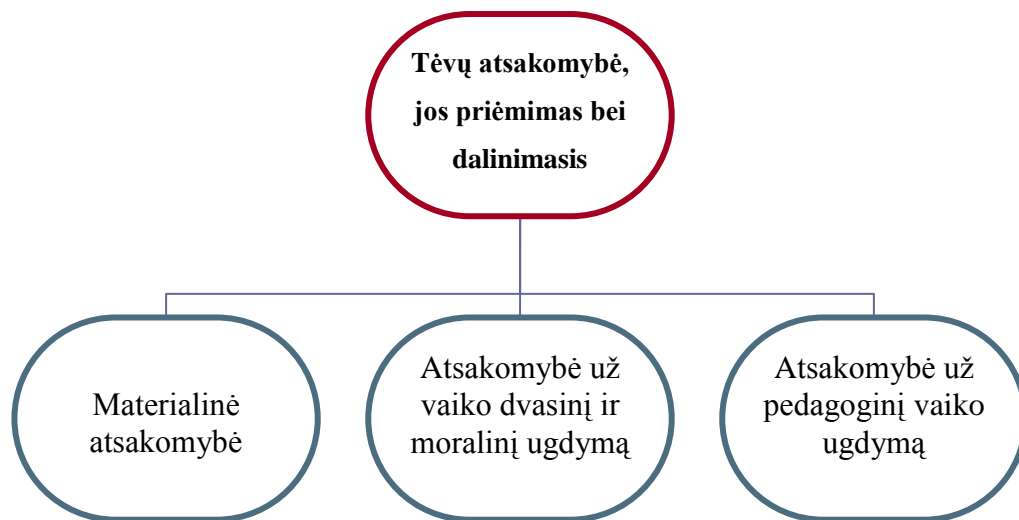 Tėvų atsakomybė,
jos priėmimas bei
dalinimasis
Materialinė
atsakomybė
Atsakomybė už
vaiko dvasinį ir
moralinį ugdymą
Atsakomybė už
pedagoginį vaiko
ugdymą